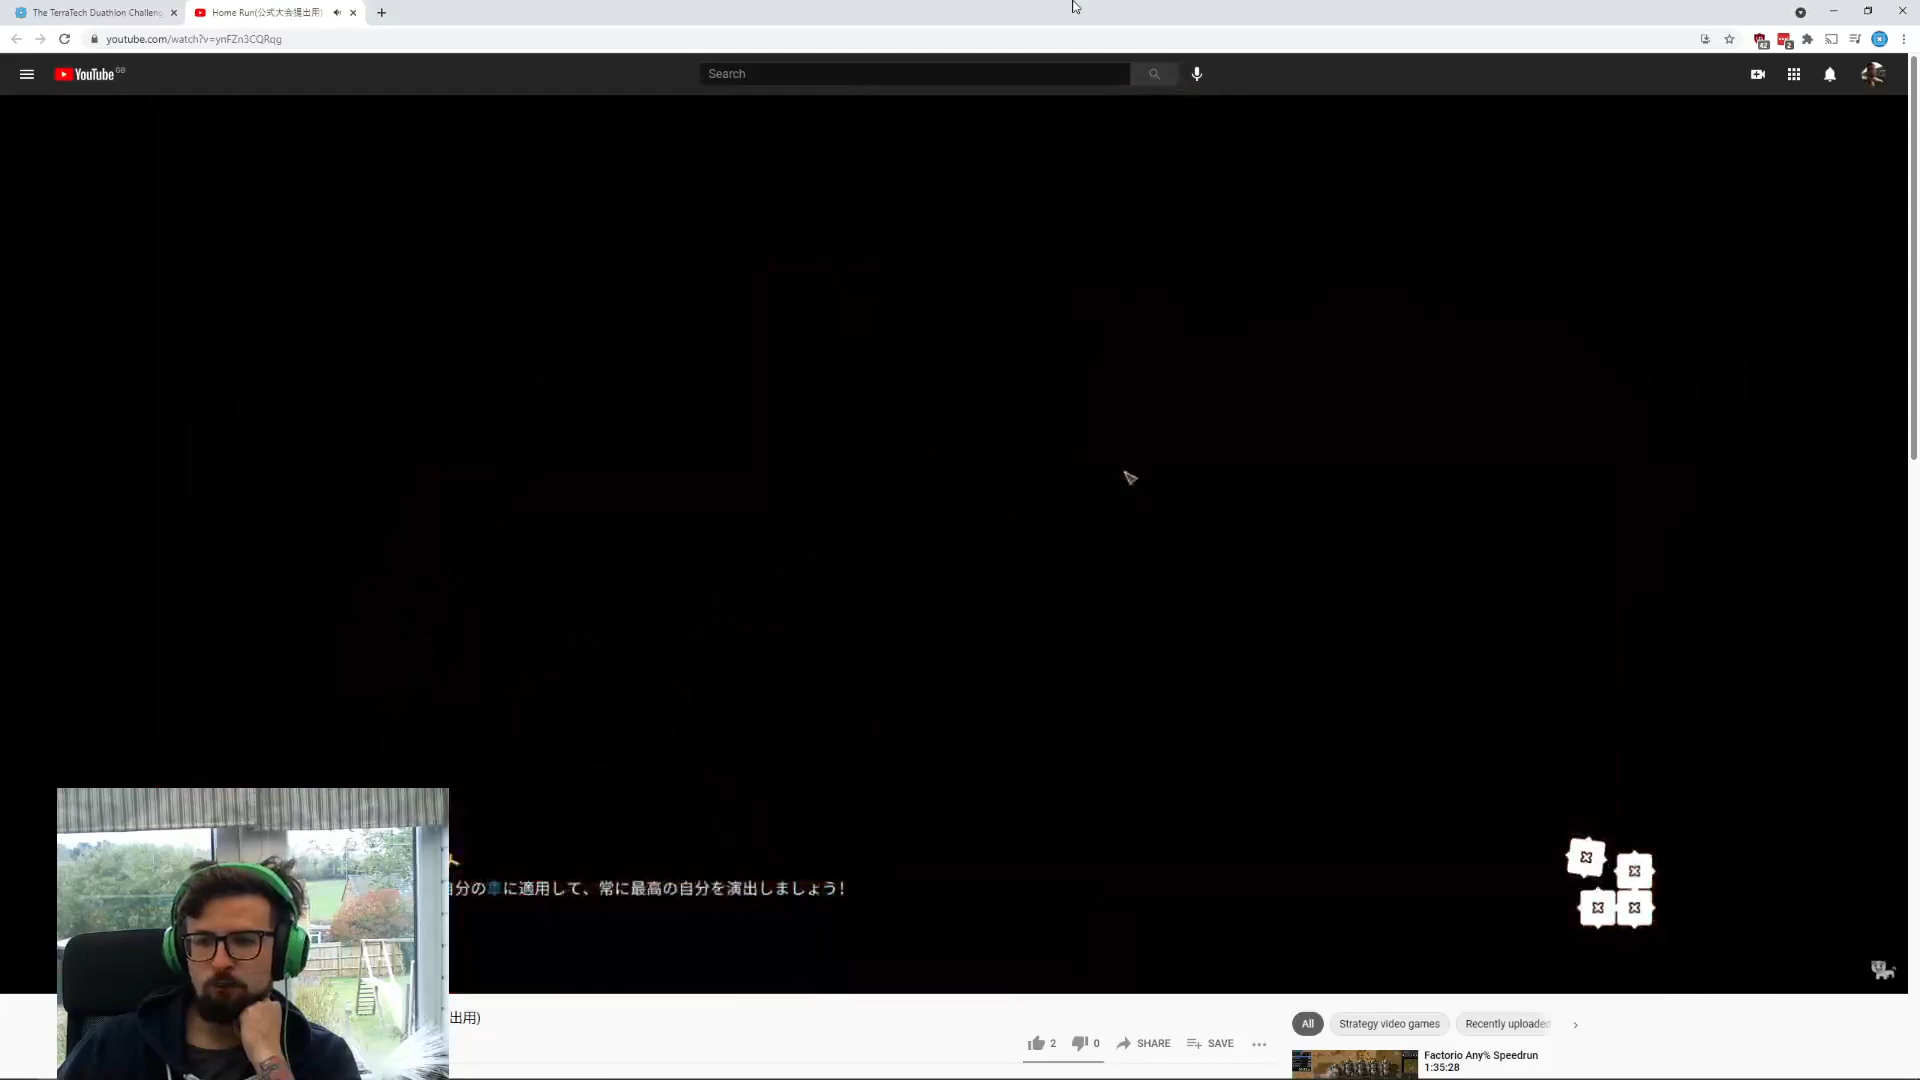 The TerraTech Duathlon Challeng
Home Run(公式大会提出用)
youtube.com/watch?v=ynFZn3CQRqg
42
2
YouTube GB
Search
自分の車に適用して、常に最高の自分を演出しましょう!
出用)
2
0
SHARE
SAVE
All
Strategy video games
Recently uploaded
Factorio Any% Speedrun
1:35:28